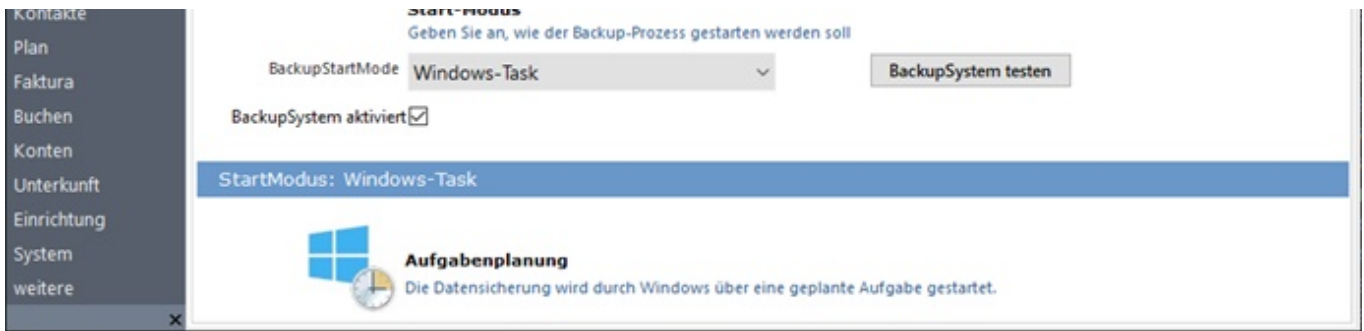 Kontakte
Plan
Faktura
Buchen
Konten
Unterkunft
Einrichtung
System
weitere
Start-Modus
Geben Sie an, wie der Backup-Prozess gestarten werden soll
BackupStartMode Windows-Task BackupSystem testen
BackupSystem aktiviert
StartModus: Windows-Task
Aufgabenplanung
Die Datensicherung wird durch Windows über eine geplante Aufgabe gestartet.